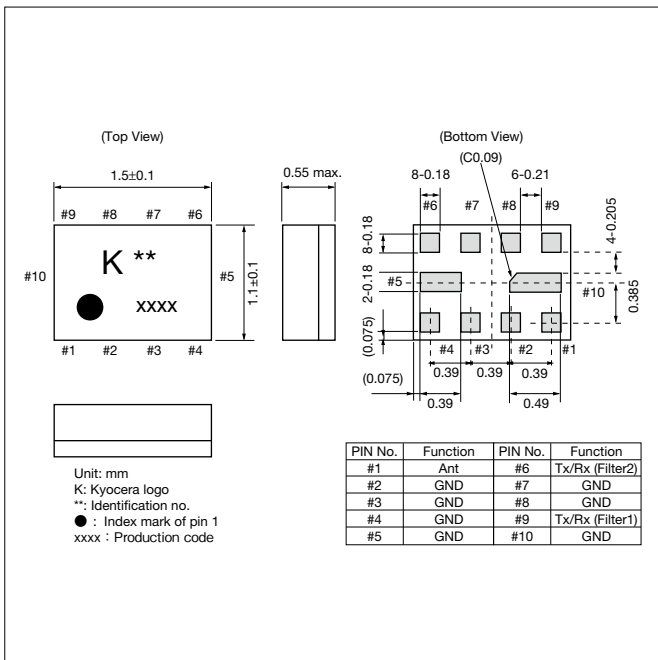 (Top View)
1.5±0.1
0.55 max.
#9 #8 #7 #6
#10
K **
xxxx
#5
1.1±0.1
#1 #2 #3 #4
(Bottom View)
(C0.09)
8-0.18
6-0.21
#6 #7 #8 #9
8-0.18
4-0.205
2-0.18
#5
#10
0.385
(0.075)
#4 #3 #2 #1
(0.075)
0.39 0.39 0.39
0.39 0.49
Unit: mm
K: Kyocera logo
**: Identification no.
● : Index mark of pin 1
xxxx : Production code
PIN No. Function PIN No. Function
#1 Ant #6 Tx/Rx (Filter2)
#2 GND #7 GND
#3 GND #8 GND
#4 GND #9 Tx/Rx (Filter1)
#5 GND #10 GND